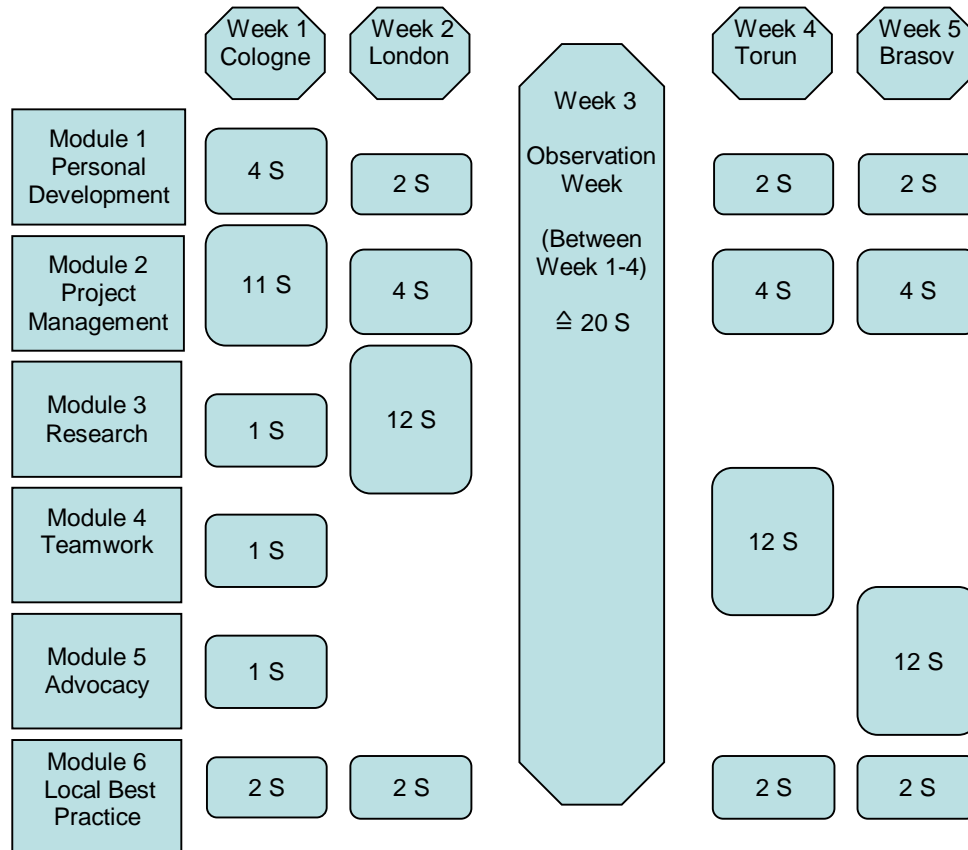 Week 1
Cologne
Week 2
London
Week 3
Observation
Week
(Between
Week 1-4)
≙ 20 S
Week 4
Torun
Week 5
Brasov
Module 1
Personal
Development
4 S
2 S
2 S
2 S
Module 2
Project
Management
11 S
4 S
4 S
4 S
Module 3
Research
1 S
12 S
Module 4
Teamwork
1 S
12 S
Module 5
Advocacy
1 S
12 S
Module 6
Local Best
Practice
2 S
2 S
2 S
2 S